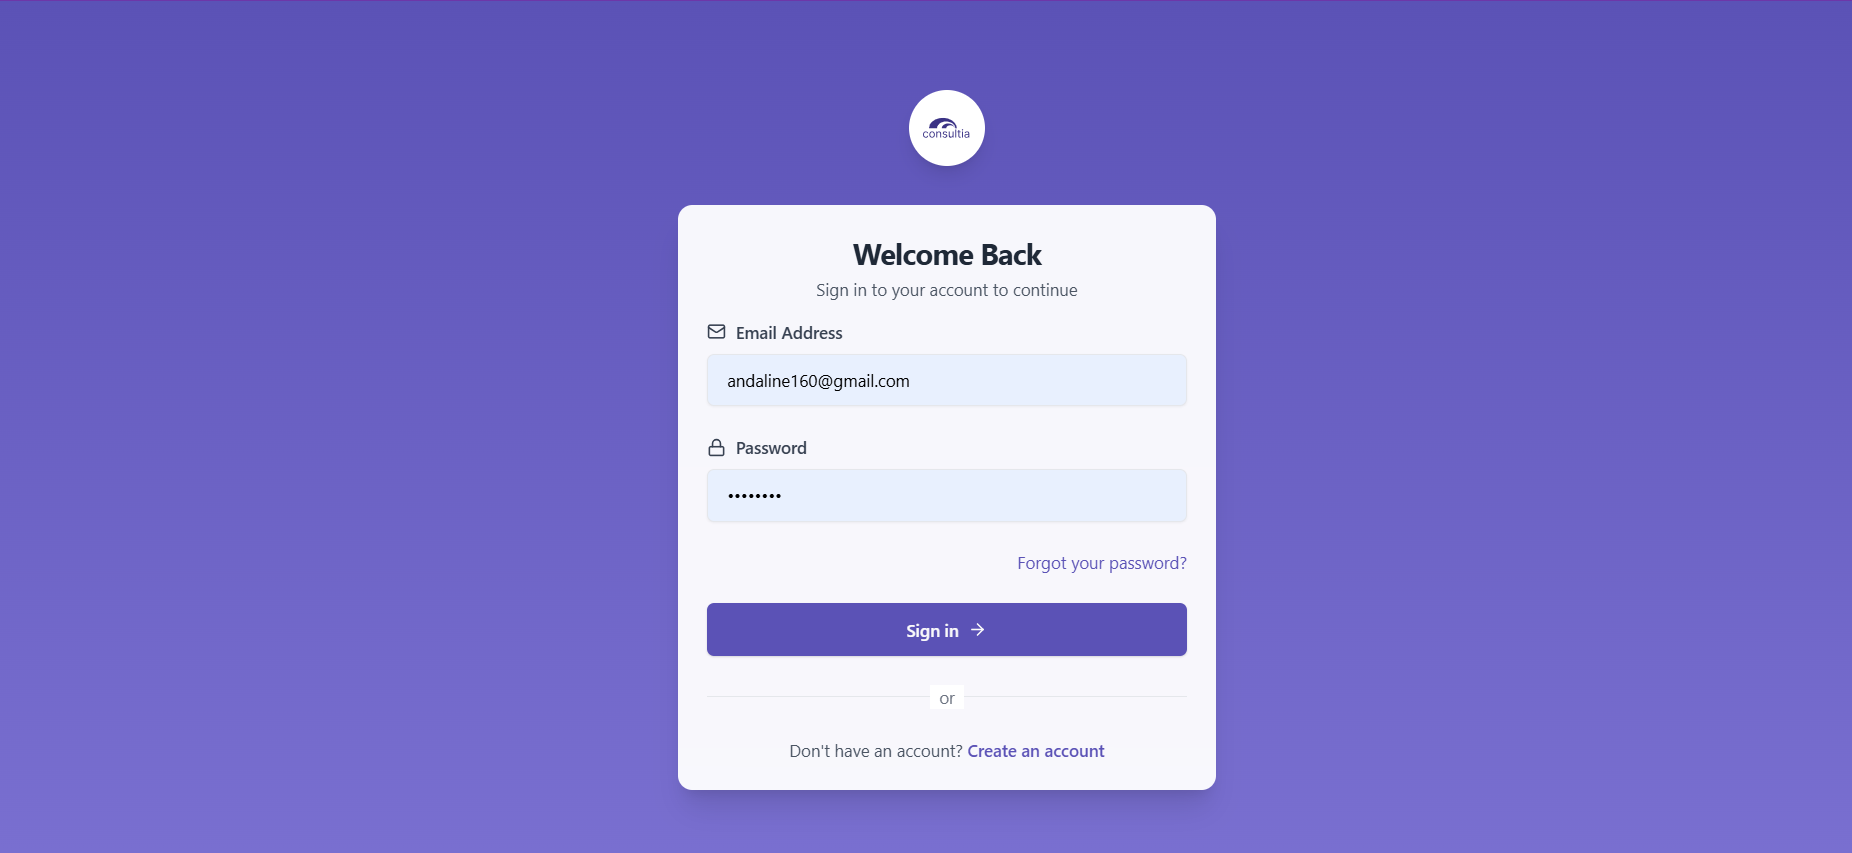 consultia
Welcome Back
Sign in to your account to continue
Email Address
andaline160@gmail.com
Password
••••••••
Forgot your password?
Sign in →
or
Don't have an account? Create an account